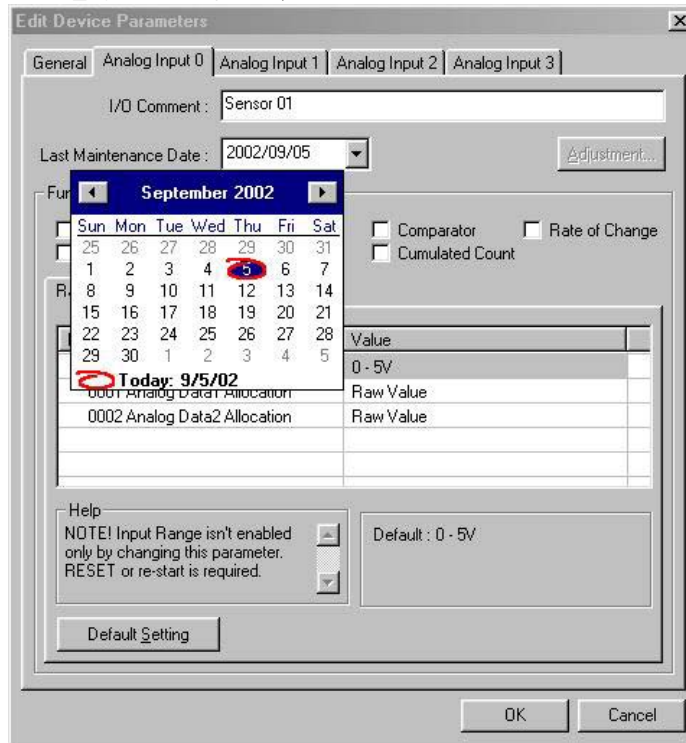 Edit Device Parameters
General Analog Input 0 Analog Input 1 Analog Input 2 Analog Input 3
I/O Comment : Sensor 01
Last Maintenance Date : 2002/09/05 Adjustment...
September 2002
Sun Mon Tue Wed Thu Fri Sat
25 26 27 28 29 30 31
1 2 3 4 5 6 7
8 9 10 11 12 13 14
15 16 17 18 19 20 21
22 23 24 25 26 27 28
29 30 1 2 3 4 5
Today: 9/5/02
Comparator Rate of Change
Cumulated Count
Value
0 - 5V
0001 Analog Data1 Allocation Raw Value
0002 Analog Data2 Allocation Raw Value
Help
NOTE! Input Range isn't enabled
only by changing this parameter.
RESET or re-start is required.
Default : 0 - 5V
Default Setting
OK Cancel